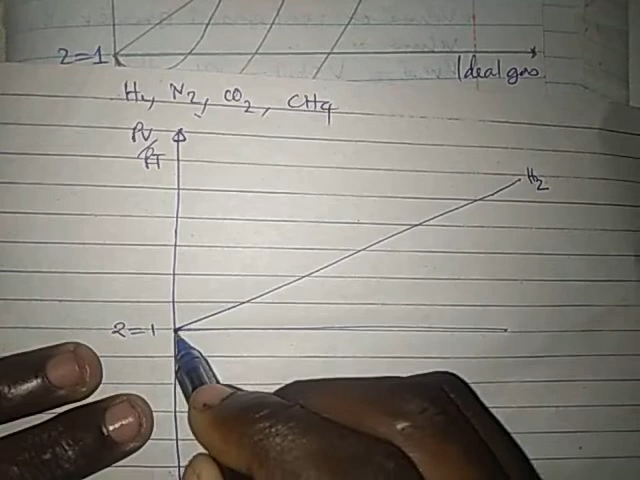 Z=1 Ideal gas
H2, N2, CO2, CH4
PV/RT
H2
Z=1